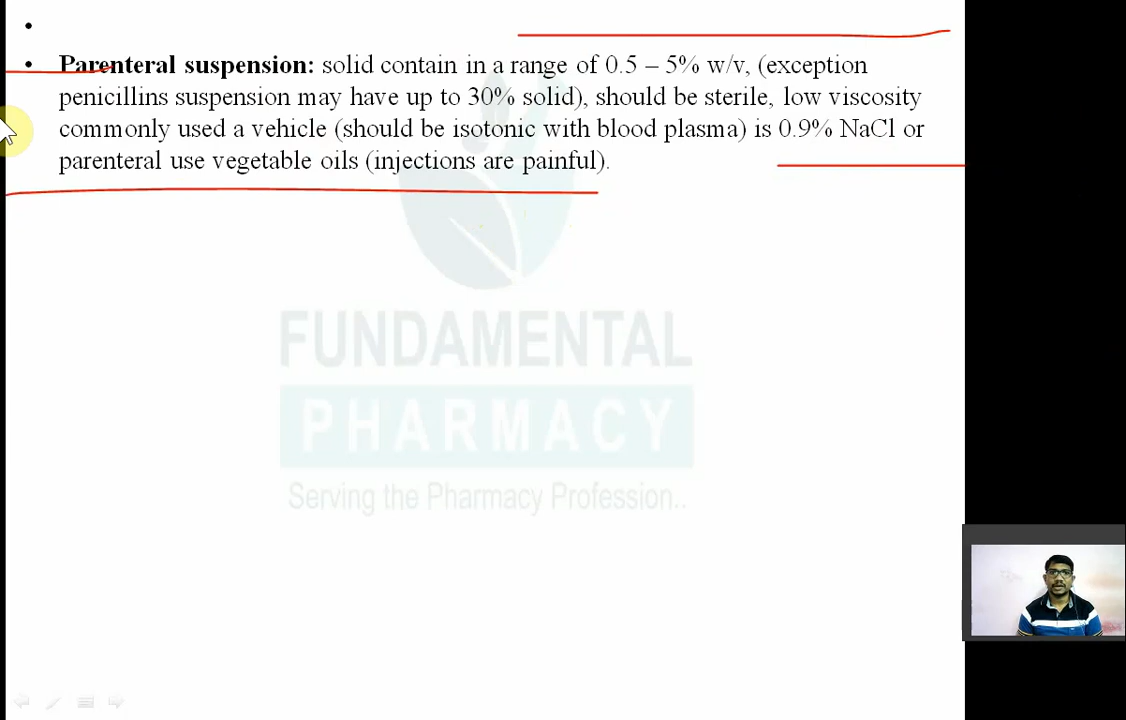 •
• Parenteral suspension: solid contain in a range of 0.5 – 5% w/v, (exception
penicillins suspension may have up to 30% solid), should be sterile, low viscosity
commonly used a vehicle (should be isotonic with blood plasma) is 0.9% NaCl or
parenteral use vegetable oils (injections are painful).
FUNDAMENTAL
PHARMACY
Serving the Pharmacy Profession..